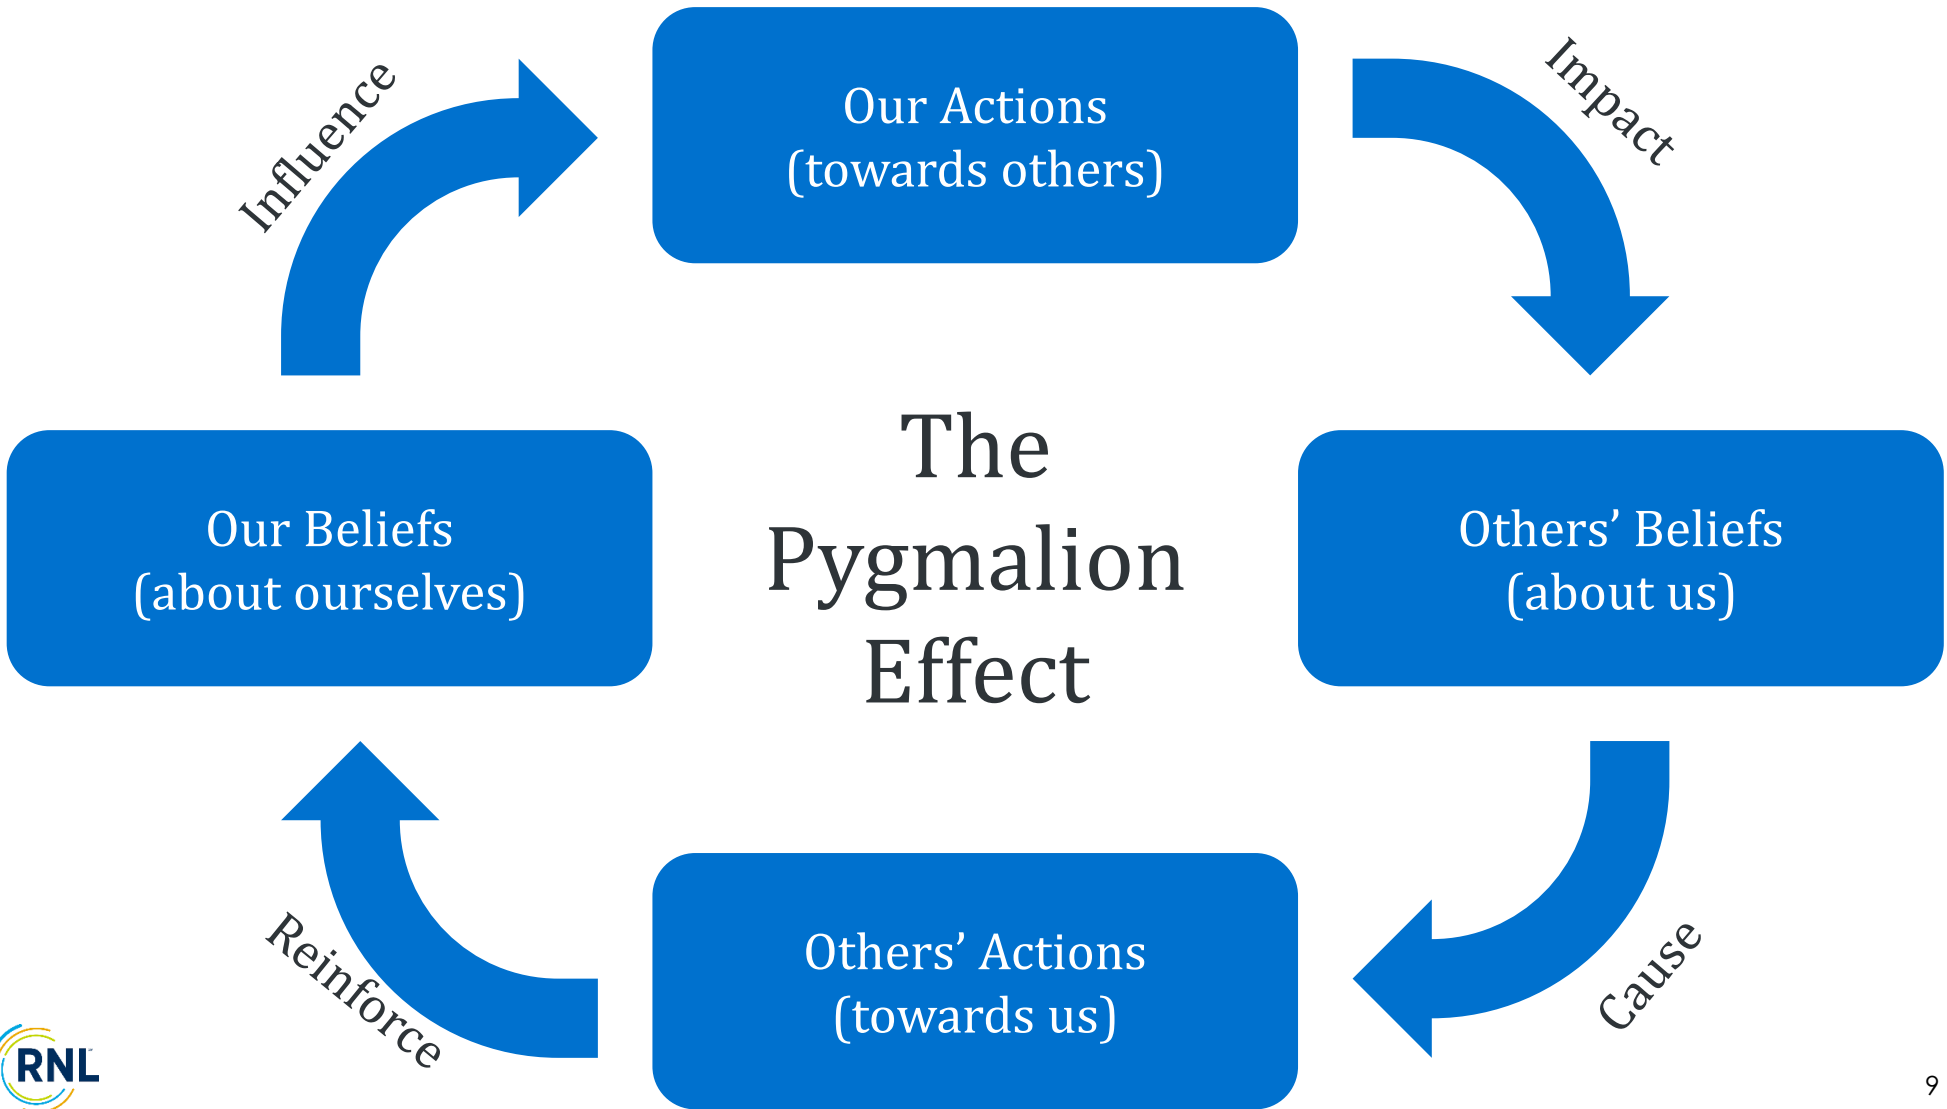 Our Actions
(towards others)
Impact
Others’ Beliefs
(about us)
Cause
Others’ Actions
(towards us)
Reinforce
Our Beliefs
(about ourselves)
Influence
The
Pygmalion
Effect
RNL
9